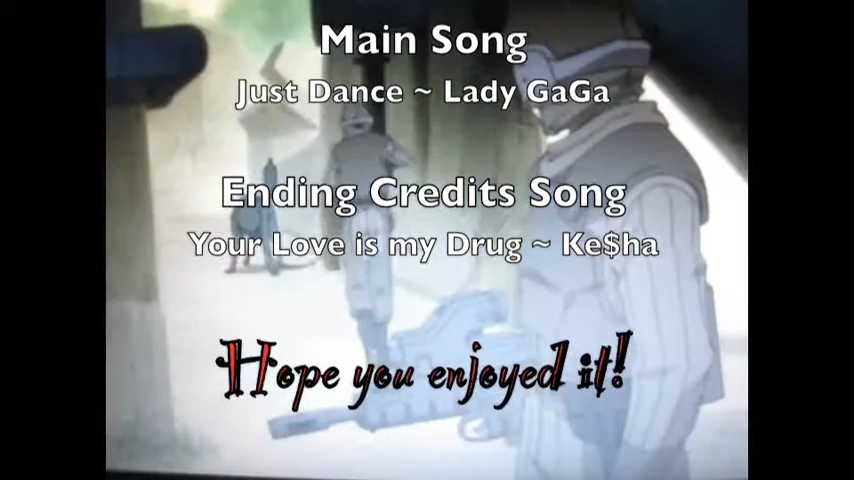 Main Song
Just Dance ~ Lady GaGa
Ending Credits Song
Your Love is my Drug ~ Ke$ha
Hope you enjoyed it!